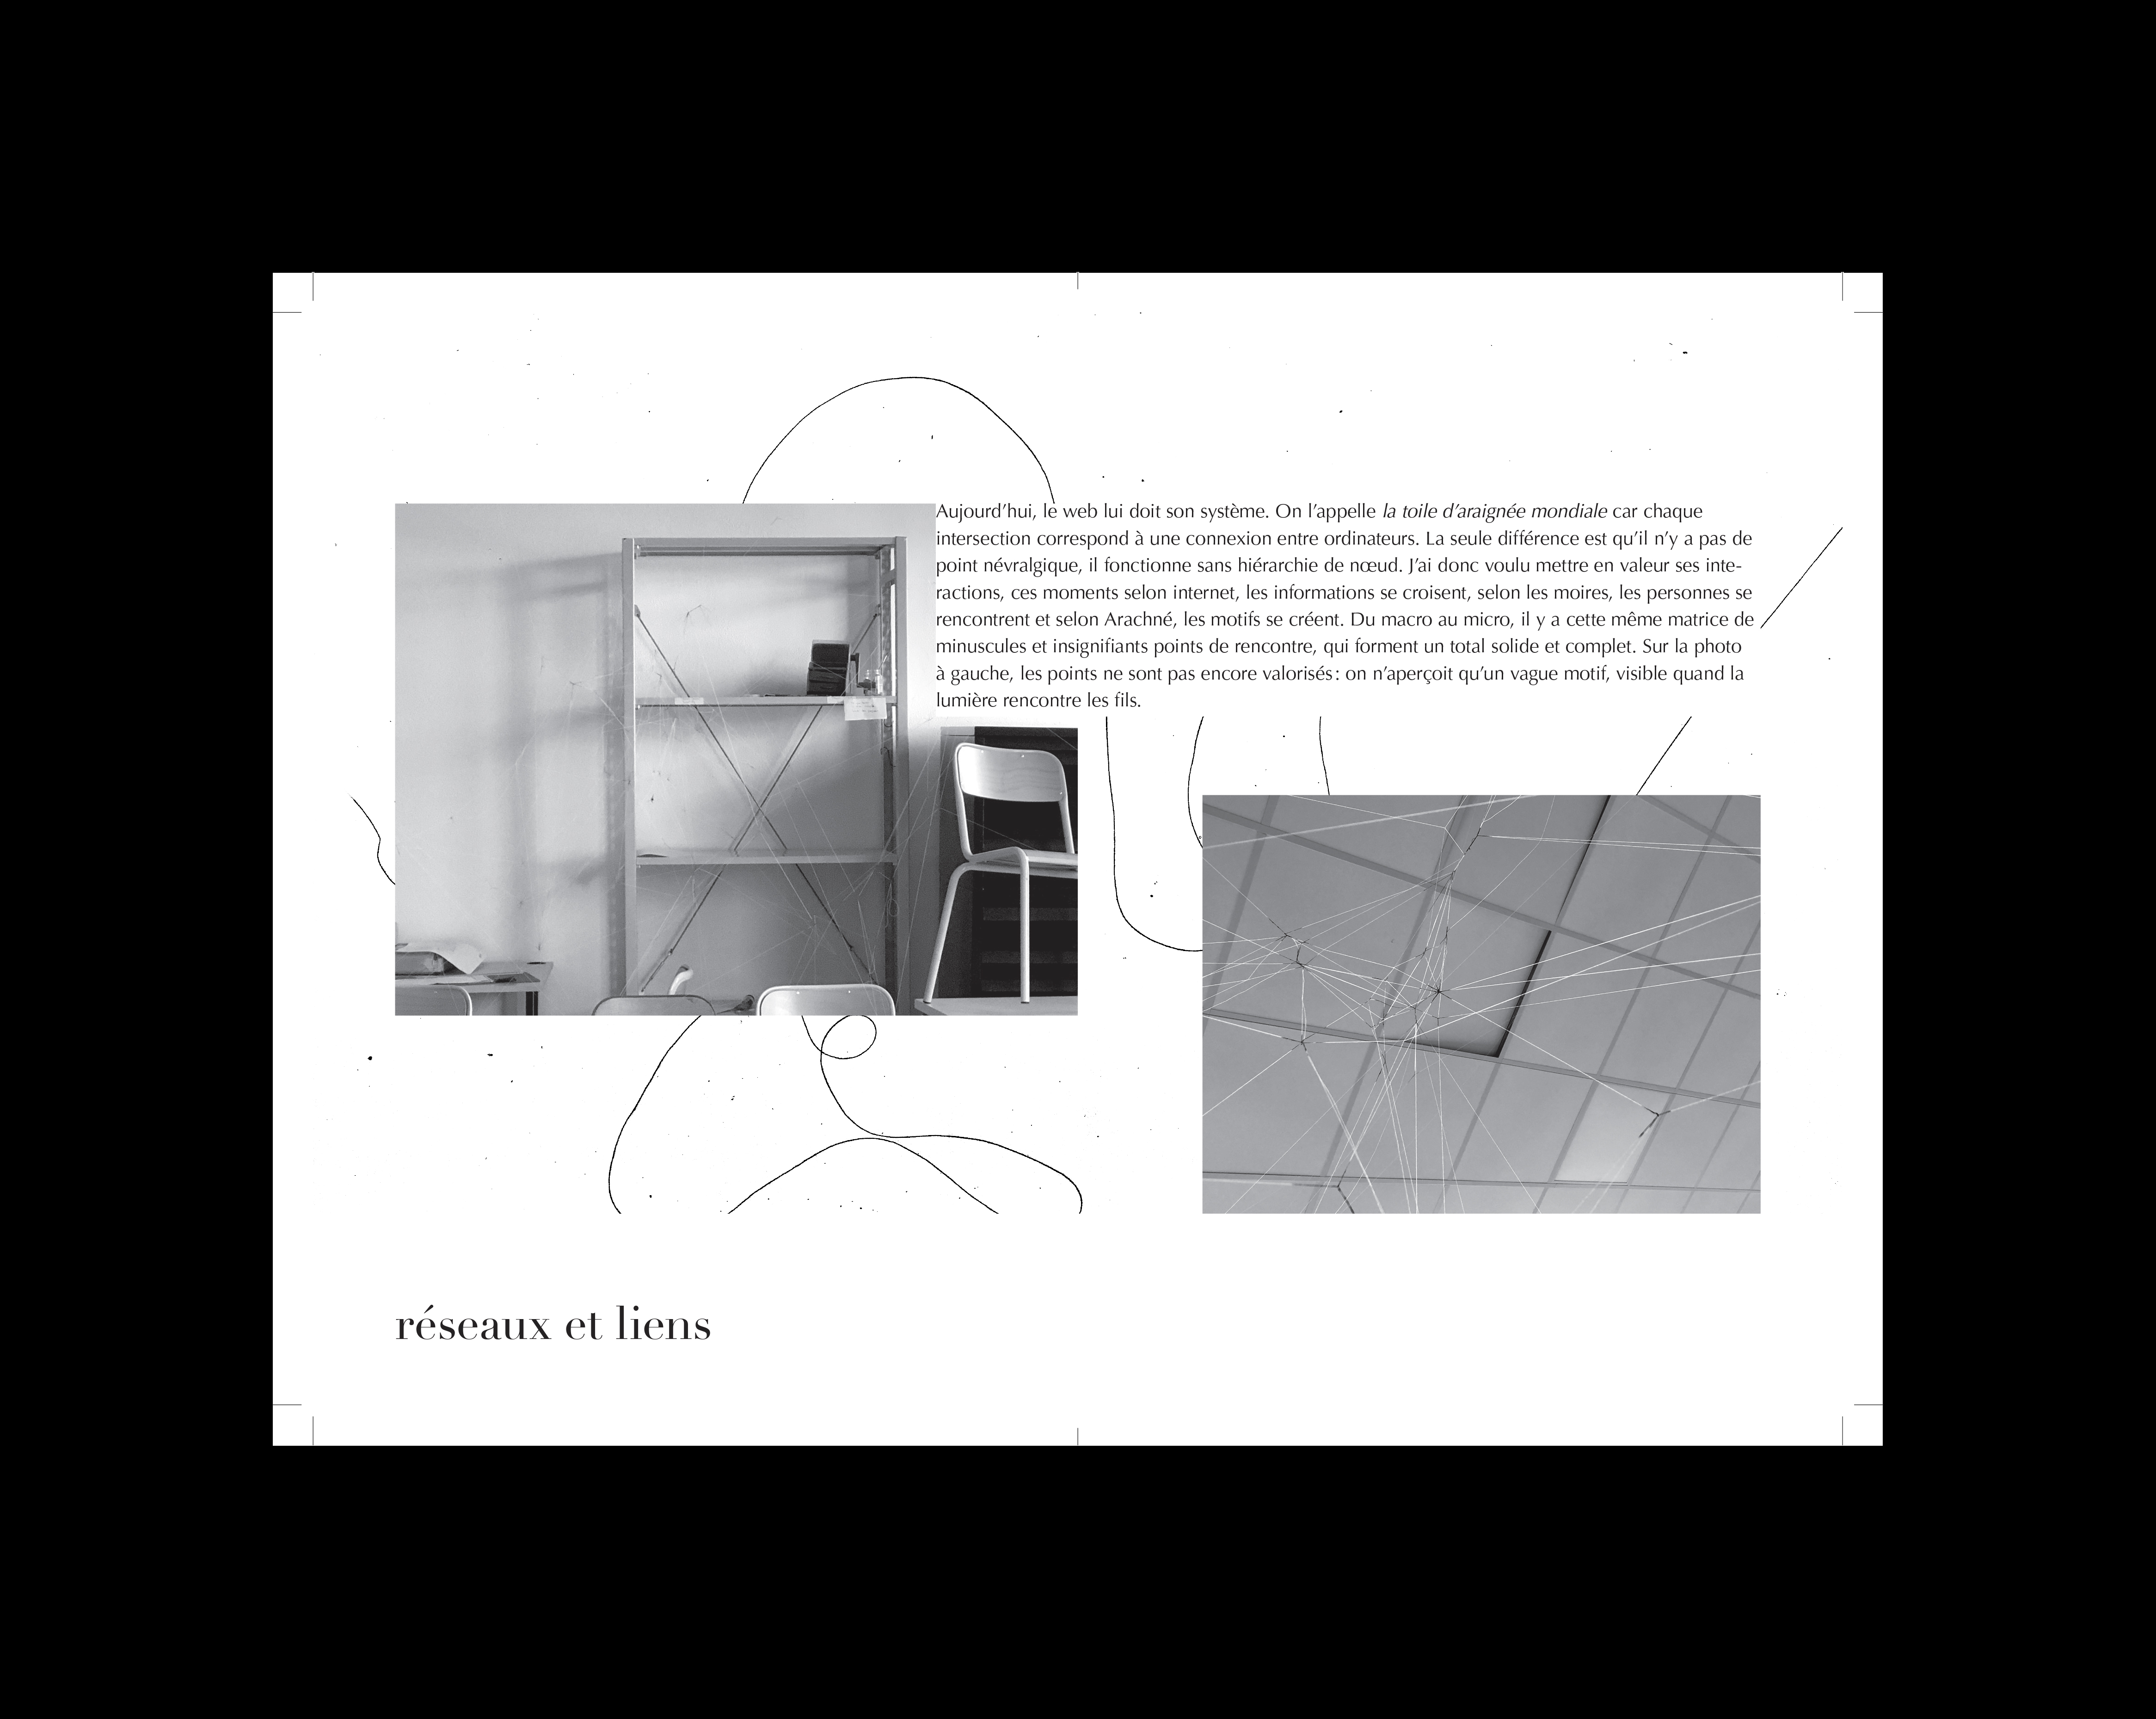 Aujourd’hui, le web lui doit son système. On l’appelle la toile d’araignée mondiale car chaque
intersection correspond à une connexion entre ordinateurs. La seule différence est qu’il n’y a pas de
point névralgique, il fonctionne sans hiérarchie de nœud. J’ai donc voulu mettre en valeur ses inte-
ractions, ces moments selon internet, les informations se croisent, selon les moires, les personnes se
rencontrent et selon Arachné, les motifs se créent. Du macro au micro, il y a cette même matrice de
minuscules et insignifiants points de rencontre, qui forment un total solide et complet. Sur la photo
à gauche, les points ne sont pas encore valorisés : on n’aperçoit qu’un vague motif, visible quand la
lumière rencontre les fils.
réseaux et liens